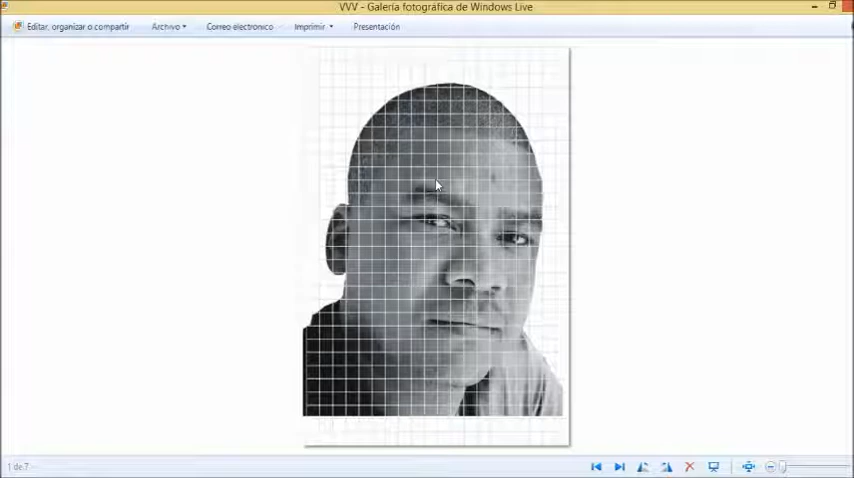 VVV - Galería fotográfica de Windows Live
Editar, organizar o compartir Archivo Correo electrónico Imprimir Presentación
1 de 7